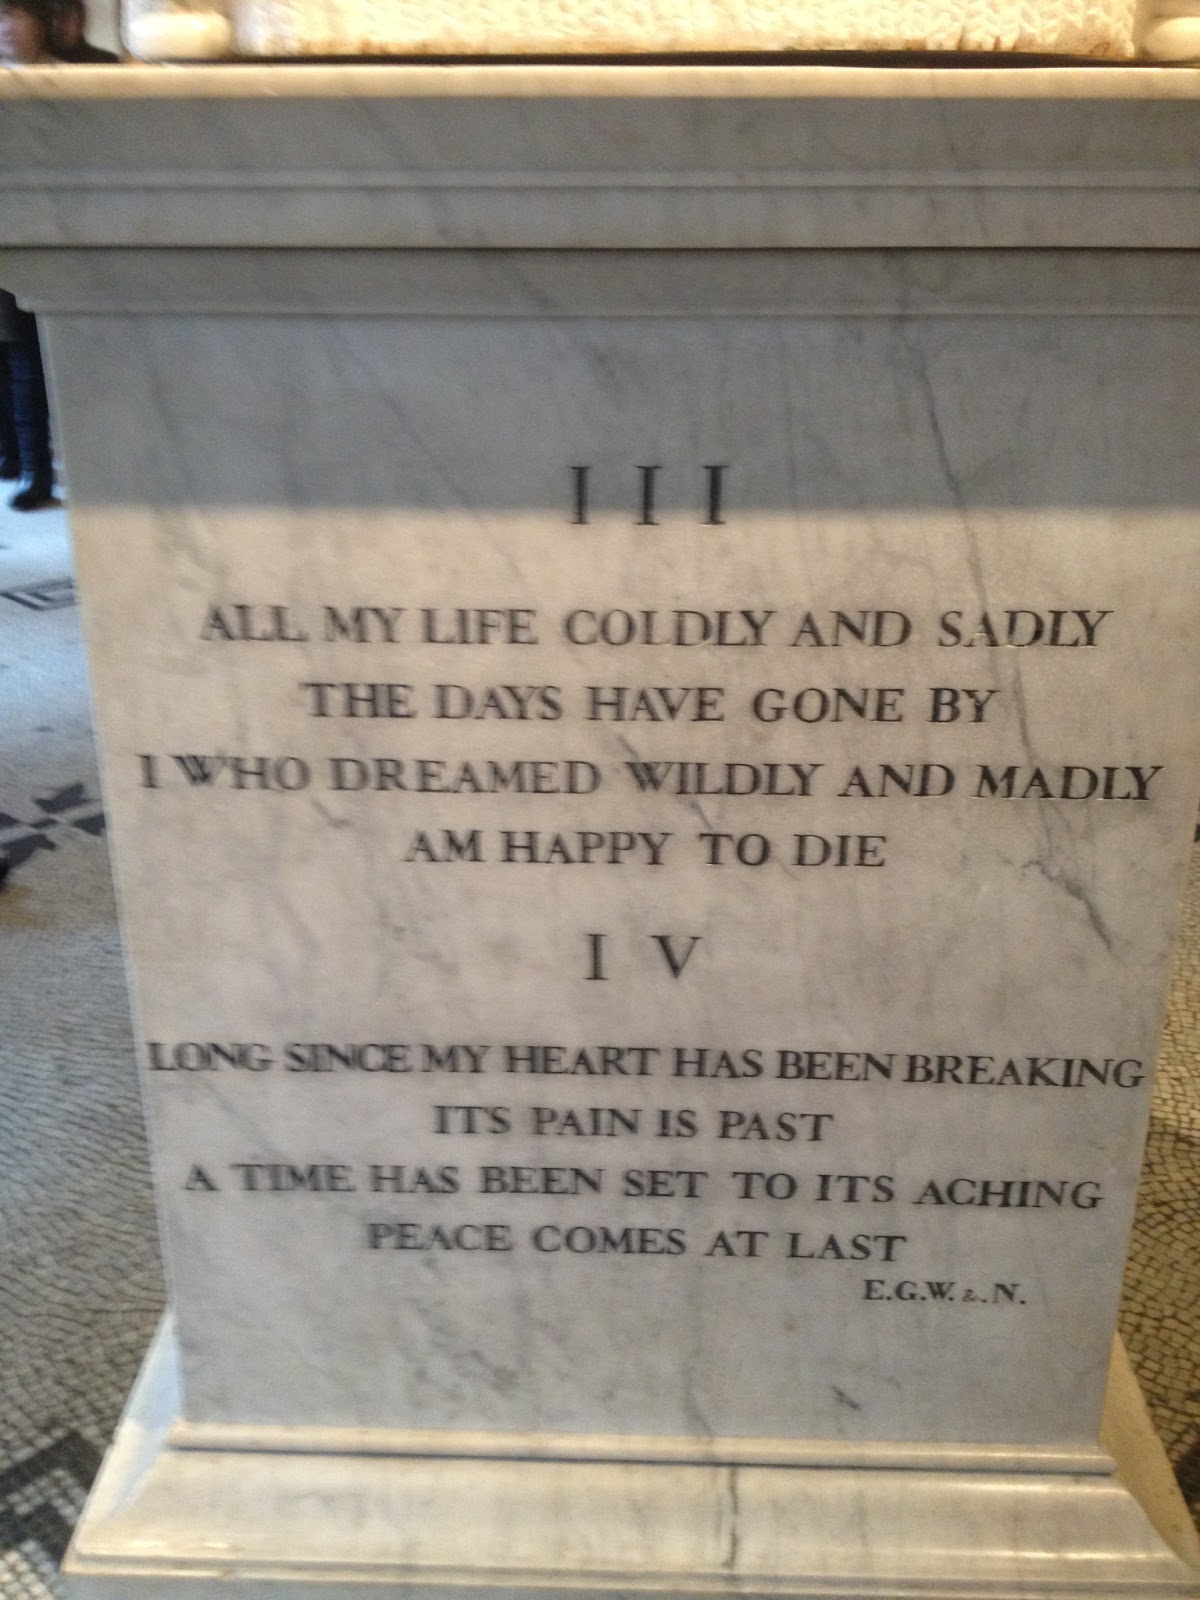 III
ALL MY LIFE COLDLY AND SADLY
THE DAYS HAVE GONE BY
I WHO DREAMED WILDLY AND MADLY
AM HAPPY TO DIE
IV
LONG SINCE MY HEART HAS BEEN BREAKING
ITS PAIN IS PAST
A TIME HAS BEEN SET TO ITS ACHING
PEACE COMES AT LAST
E.G.W. &. N.